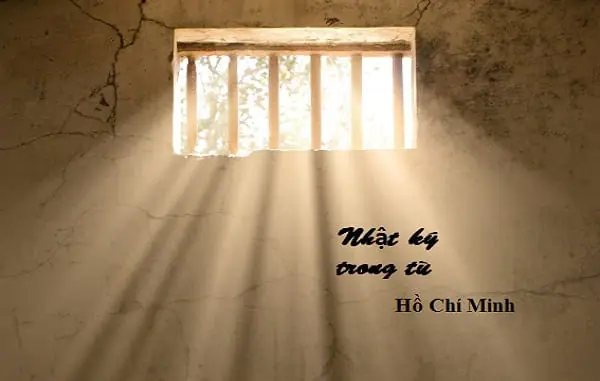 Nhật ký
trong tù
Hồ Chí Minh